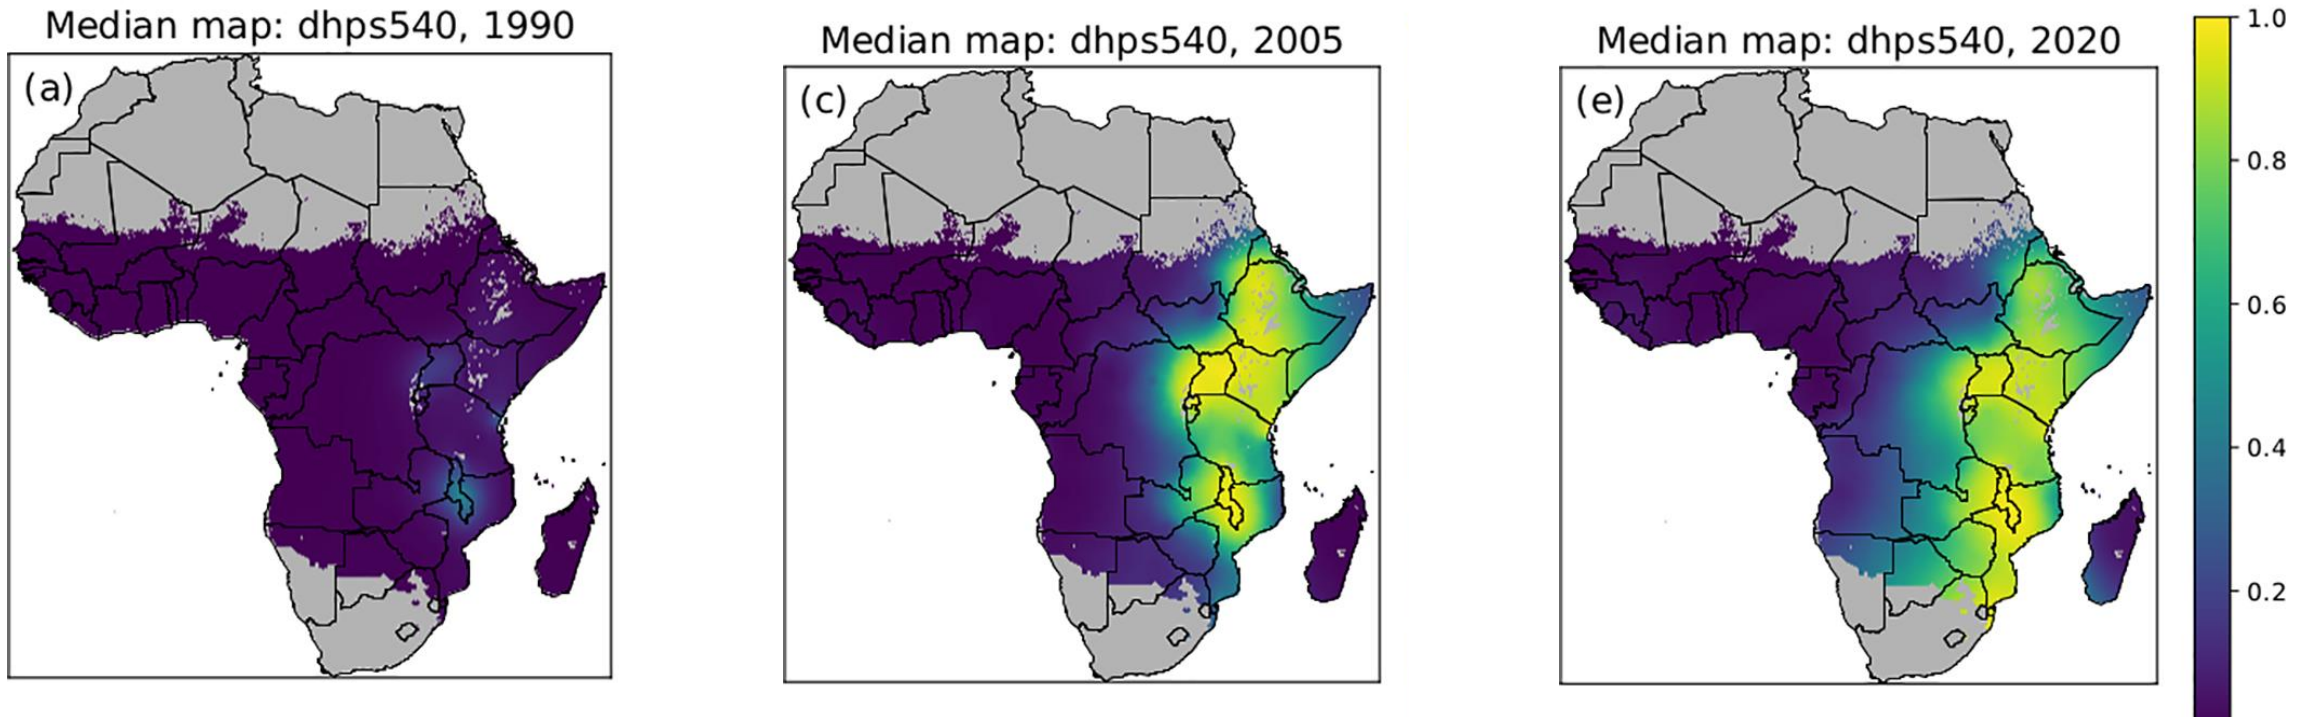 Median map: dhps540, 1990
(a)
Median map: dhps540, 2005
(c)
Median map: dhps540, 2020
(e)
1.0
0.8
0.6
0.4
0.2